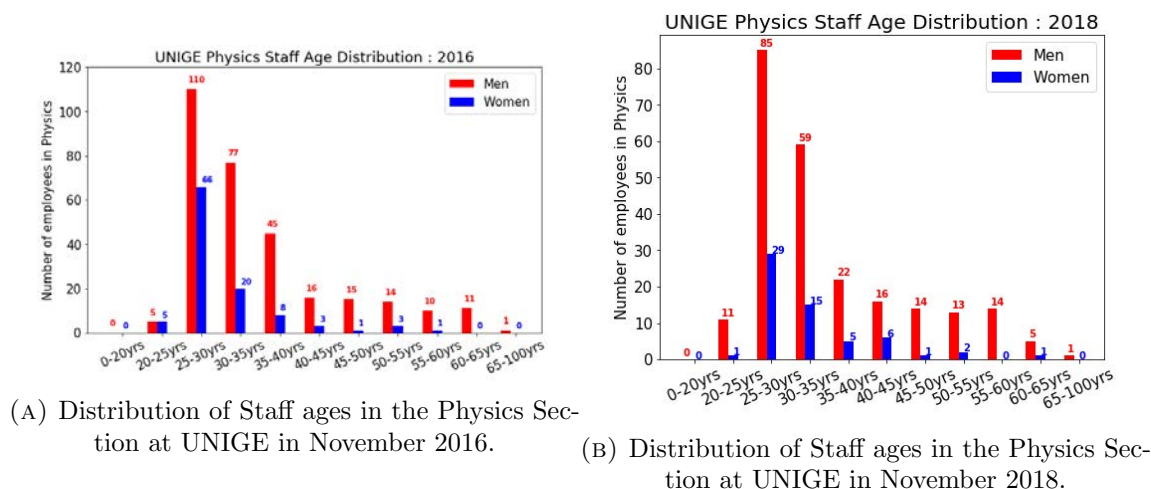 UNIGE Physics Staff Age Distribution : 2016
Number of employees in Physics
120
100
80
60
40
20
0
Men
Women
0
0
5
5
110
66
77
20
45
8
16
3
15
1
14
3
10
1
11
0
1
0
0-20yrs
20-25yrs
25-30yrs
30-35yrs
35-40yrs
40-45yrs
45-50yrs
50-55yrs
55-60yrs
60-65yrs
65-100yrs
(A) Distribution of Staff ages in the Physics Sec-
tion at UNIGE in November 2016.
UNIGE Physics Staff Age Distribution : 2018
Number of employees in Physics
80
70
60
50
40
30
20
10
0
Men
Women
0
0
11
1
85
29
59
15
22
5
16
6
14
1
13
2
14
0
5
1
1
0
0-20yrs
20-25yrs
25-30yrs
30-35yrs
35-40yrs
40-45yrs
45-50yrs
50-55yrs
55-60yrs
60-65yrs
65-100yrs
(B) Distribution of Staff ages in the Physics Sec-
tion at UNIGE in November 2018.